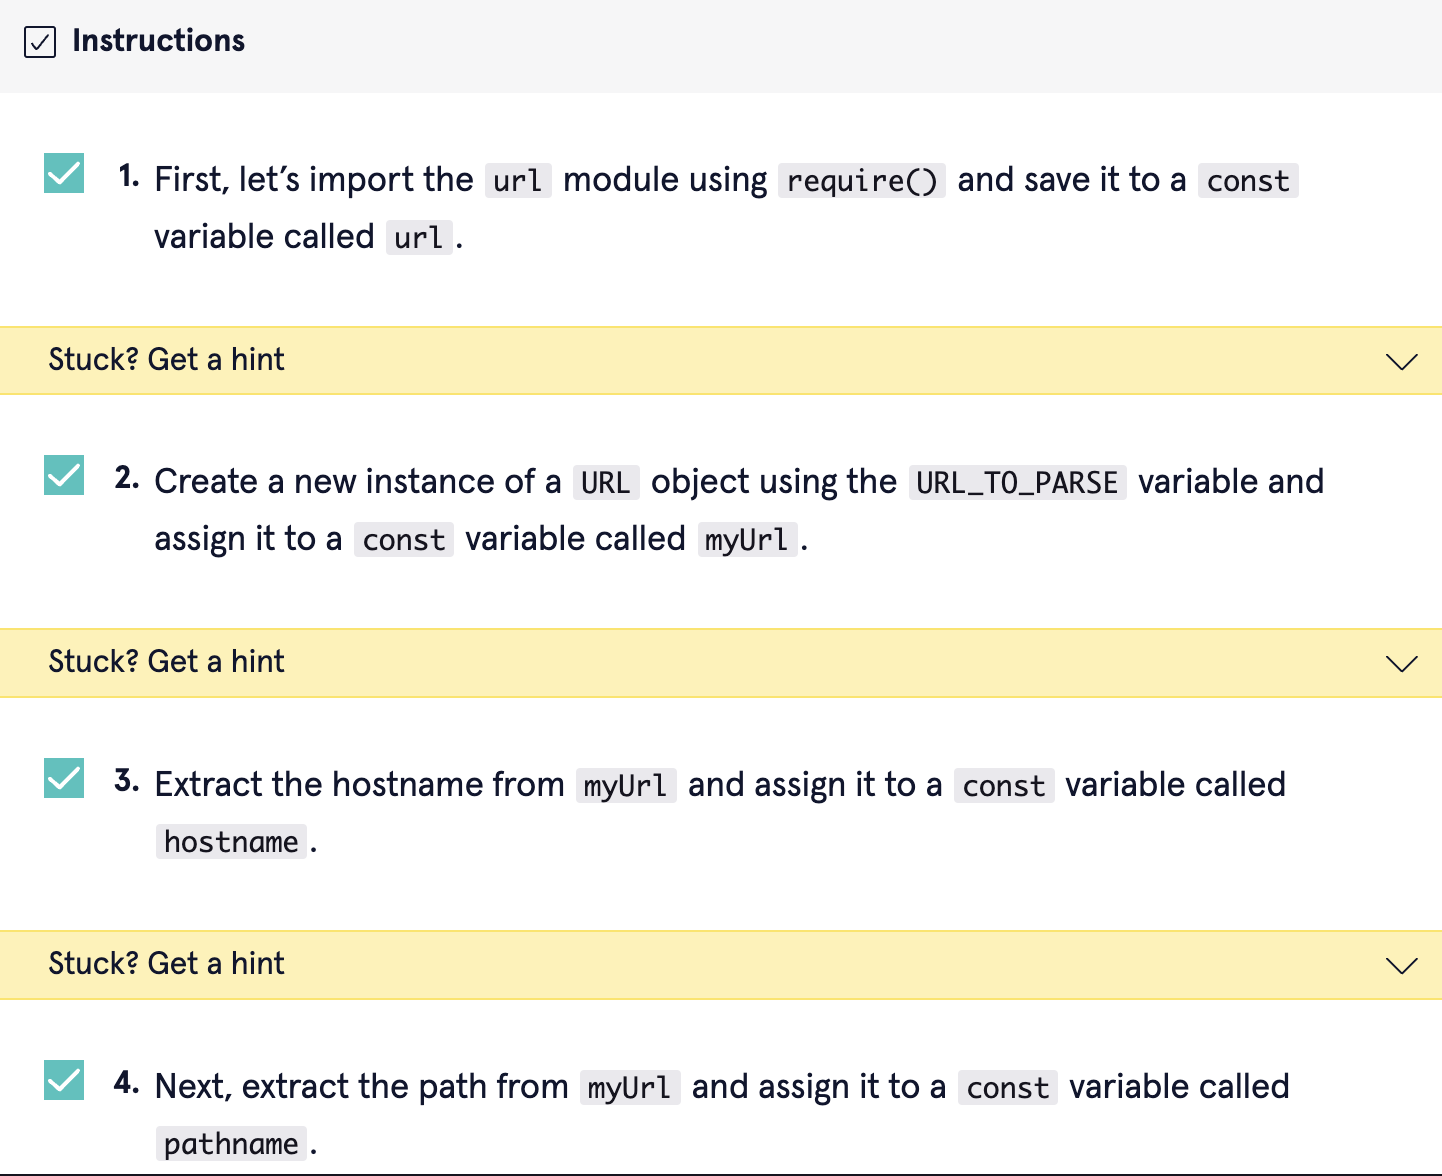 Instructions
1. First, let’s import the url module using require() and save it to a const
variable called url.
Stuck? Get a hint
2. Create a new instance of a URL object using the URL_TO_PARSE variable and
assign it to a const variable called myUrl.
Stuck? Get a hint
3. Extract the hostname from myUrl and assign it to a const variable called
hostname.
Stuck? Get a hint
4. Next, extract the path from myUrl and assign it to a const variable called
pathname.